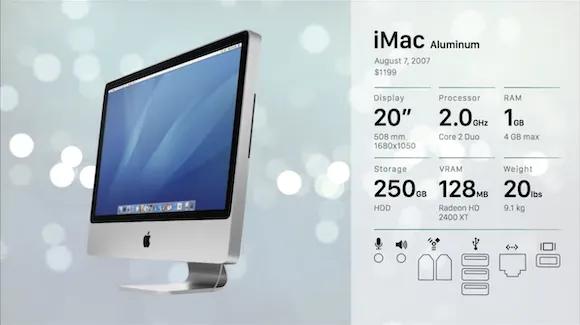 iMac Aluminum
August 7, 2007
$1199
Display Processor RAM
20” 2.0GHz 1GB
508 mm Core 2 Duo 4 GB max
1680x1050
Storage VRAM Weight
250GB 128MB 20lbs
HDD Radeon HD 9.1 kg
2400 XT